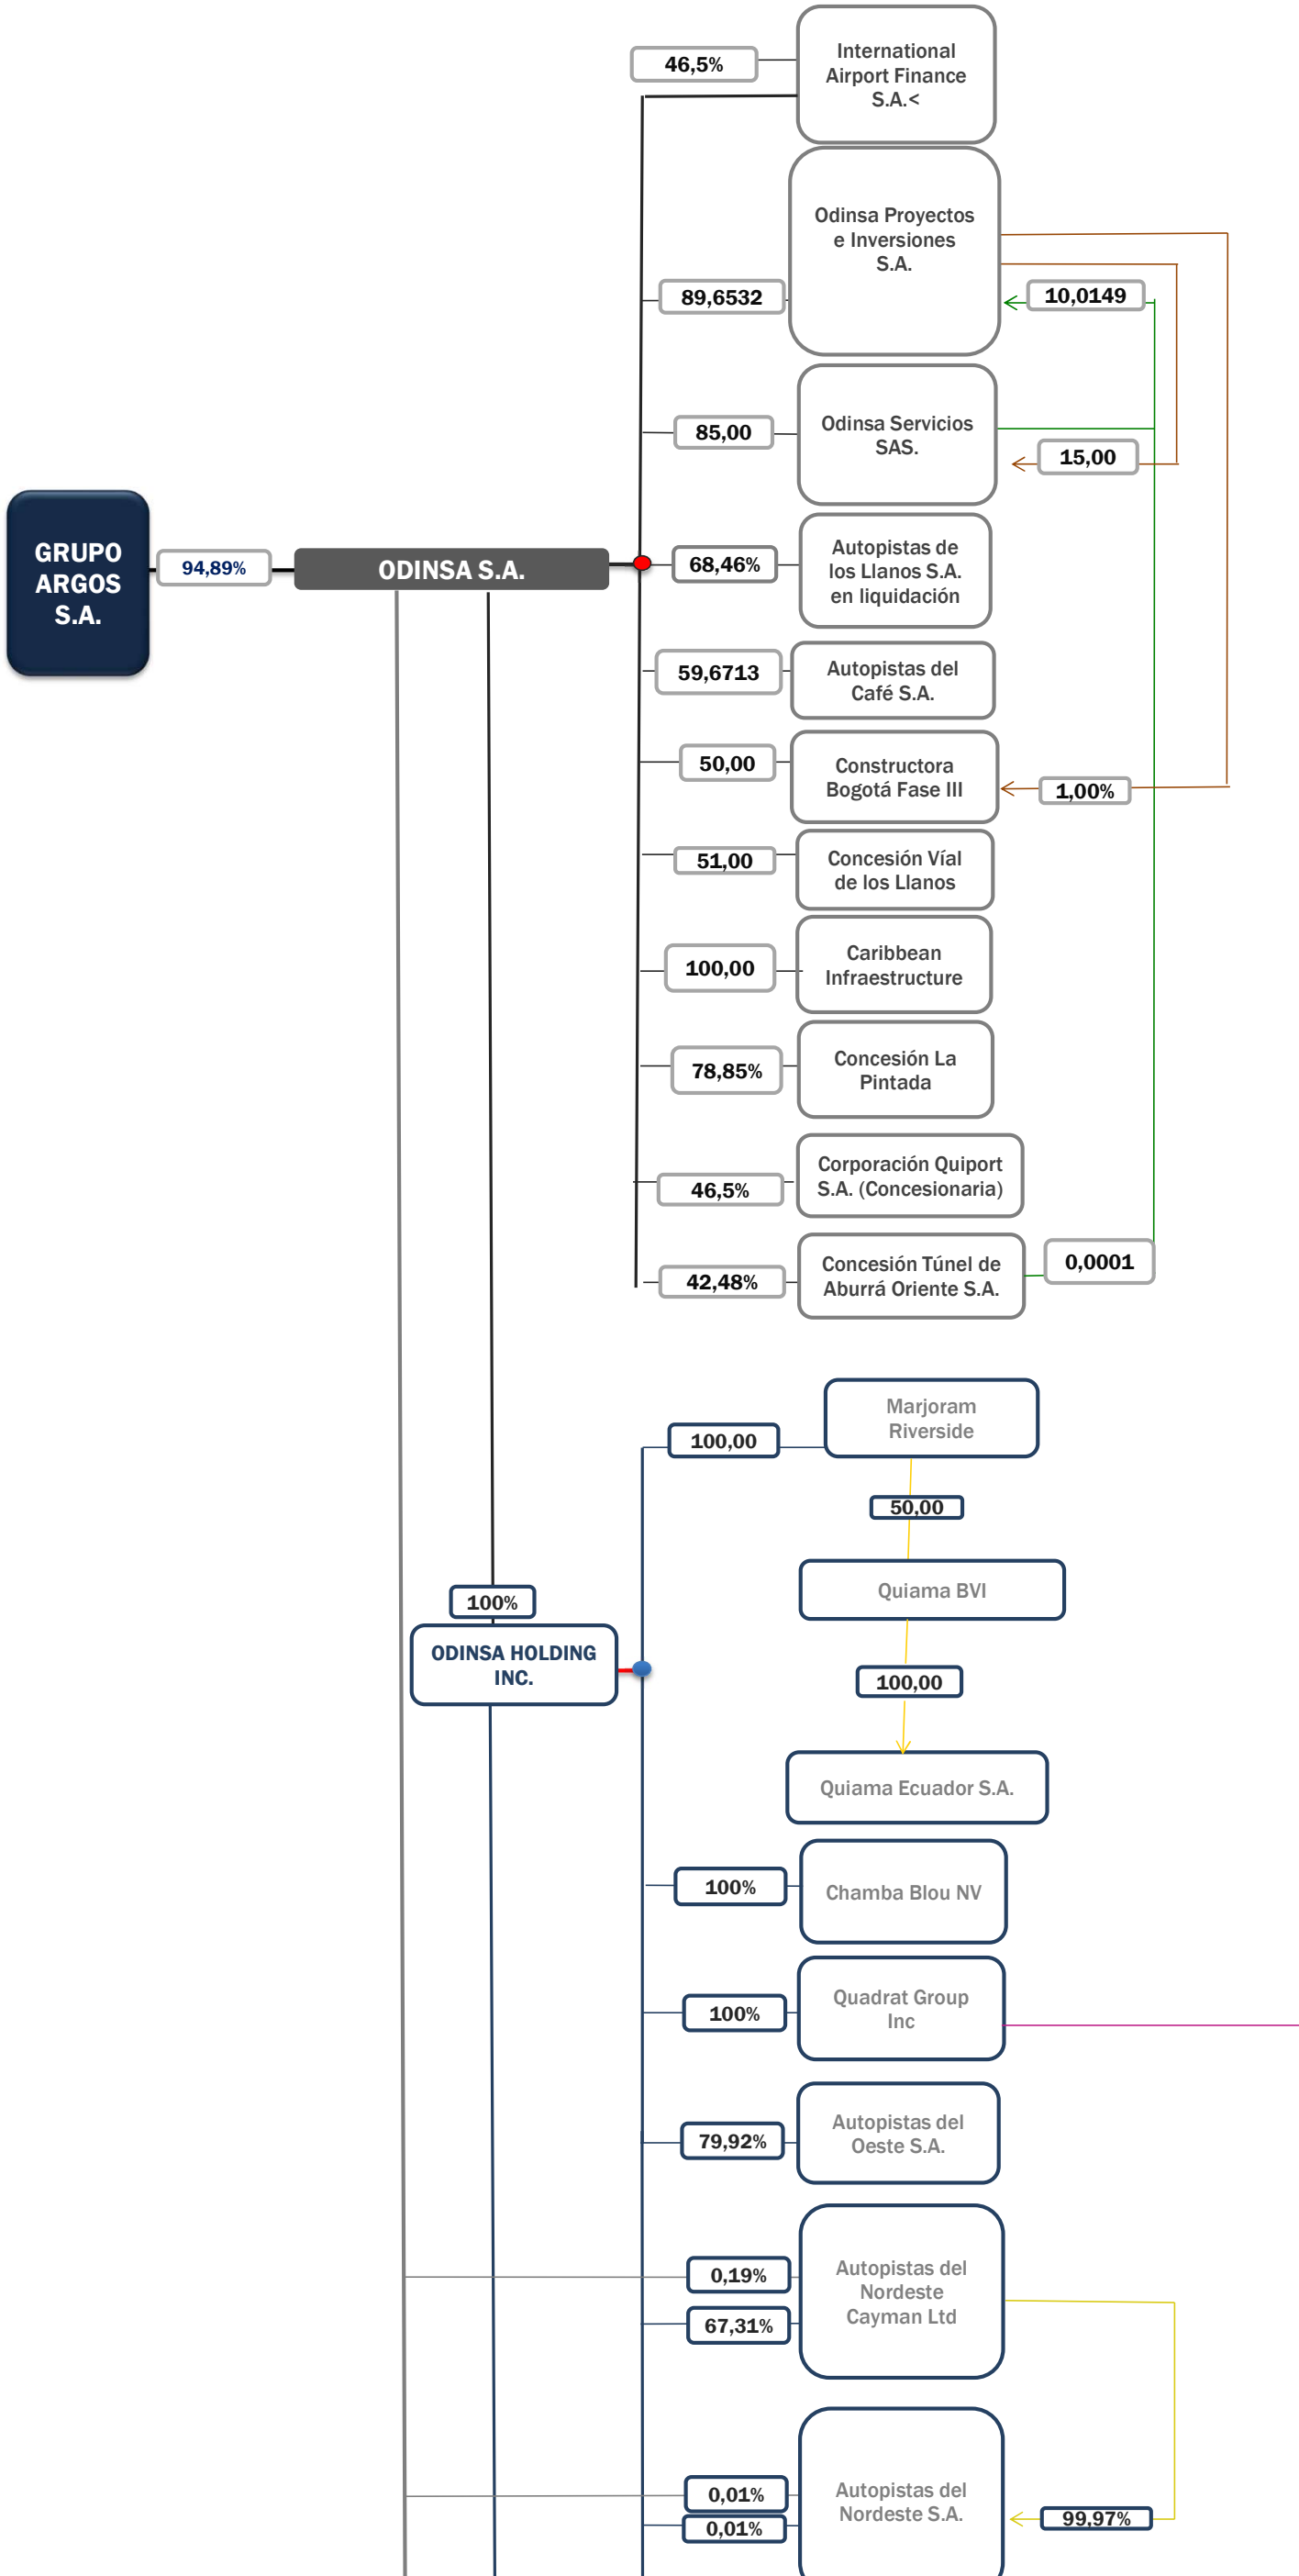 46,5%
International
Airport Finance
S.A.<
Odinsa Proyectos
e Inversiones
S.A.
89,6532
10,0149
85,00
Odinsa Servicios
SAS.
15,00
GRUPO
ARGOS
S.A.
94,89%
ODINSA S.A.
68,46%
Autopistas de
los Llanos S.A.
en liquidación
59,6713
Autopistas del
Café S.A.
50,00
Constructora
Bogotá Fase III
1,00%
51,00
Concesión Víal
de los Llanos
100,00
Caribbean
Infraestructure
78,85%
Concesión La
Pintada
46,5%
Corporación Quiport
S.A. (Concesionaria)
42,48%
Concesión Túnel de
Aburrá Oriente S.A.
0,0001
100,00
Marjoram
Riverside
50,00
Quiama BVI
100%
ODINSA HOLDING
INC.
100,00
Quiama Ecuador S.A.
100%
Chamba Blou NV
100%
Quadrat Group
Inc
79,92%
Autopistas del
Oeste S.A.
0,19%
67,31%
Autopistas del
Nordeste
Cayman Ltd
0,01%
0,01%
Autopistas del
Nordeste S.A.
99,97%